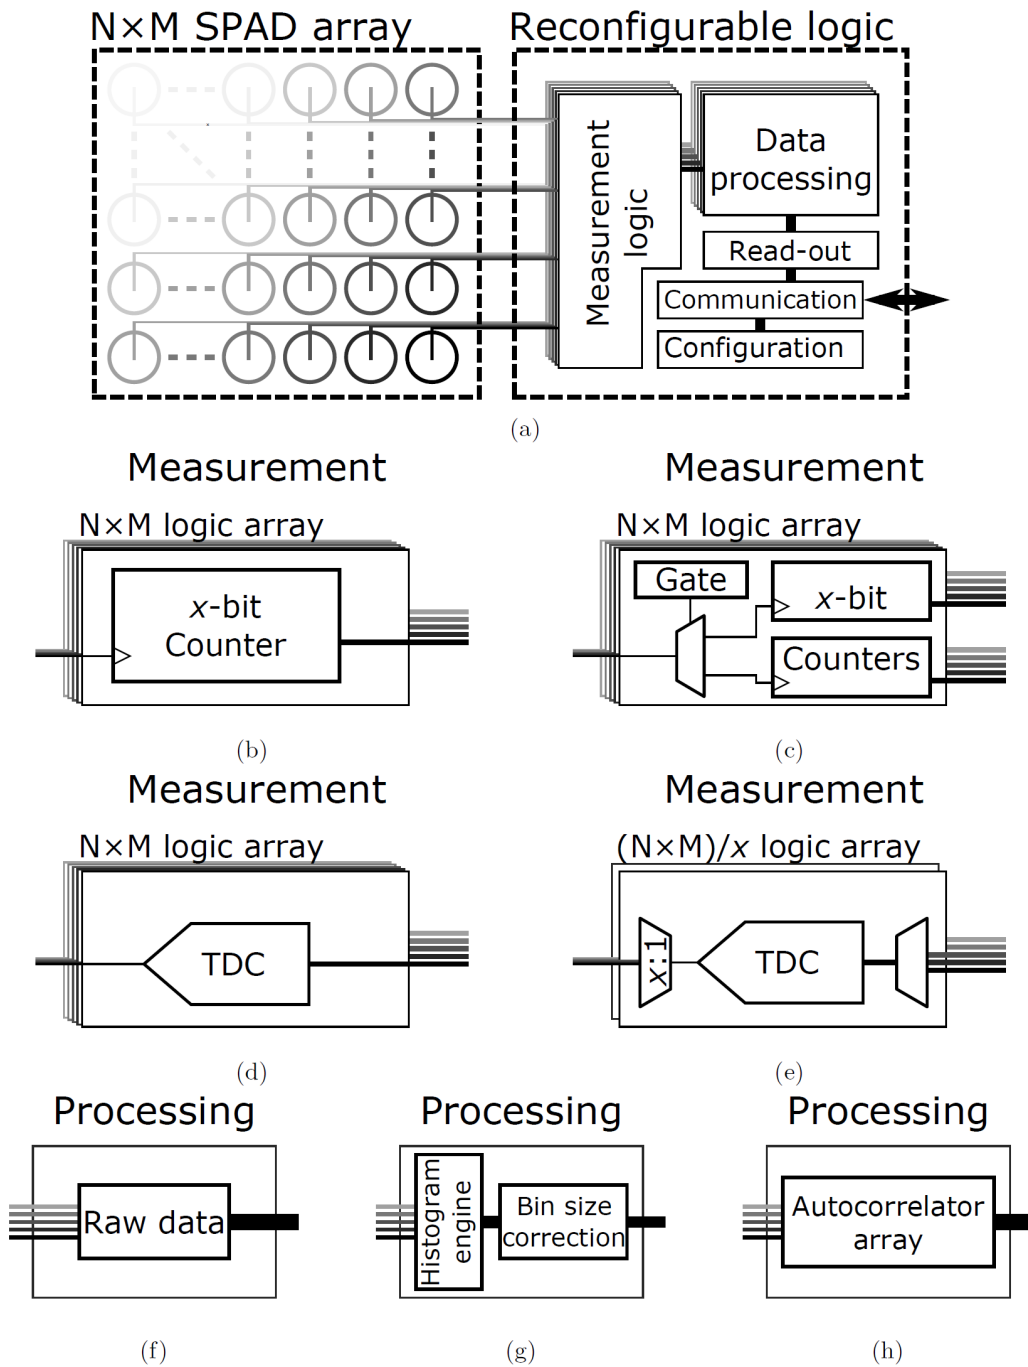 N×M SPAD array
Reconfigurable logic
Measurement
logic
Data
processing
Read-out
Communication
Configuration
(a)
Measurement
N×M logic array
x-bit
Counter
(b)
Measurement
N×M logic array
Gate
x-bit
Counters
(c)
Measurement
N×M logic array
TDC
(d)
Measurement
(N×M)/x logic array
x:1
TDC
(e)
Processing
Raw data
(f)
Processing
Histogram
engine
Bin size
correction
(g)
Processing
Autocorrelator
array
(h)